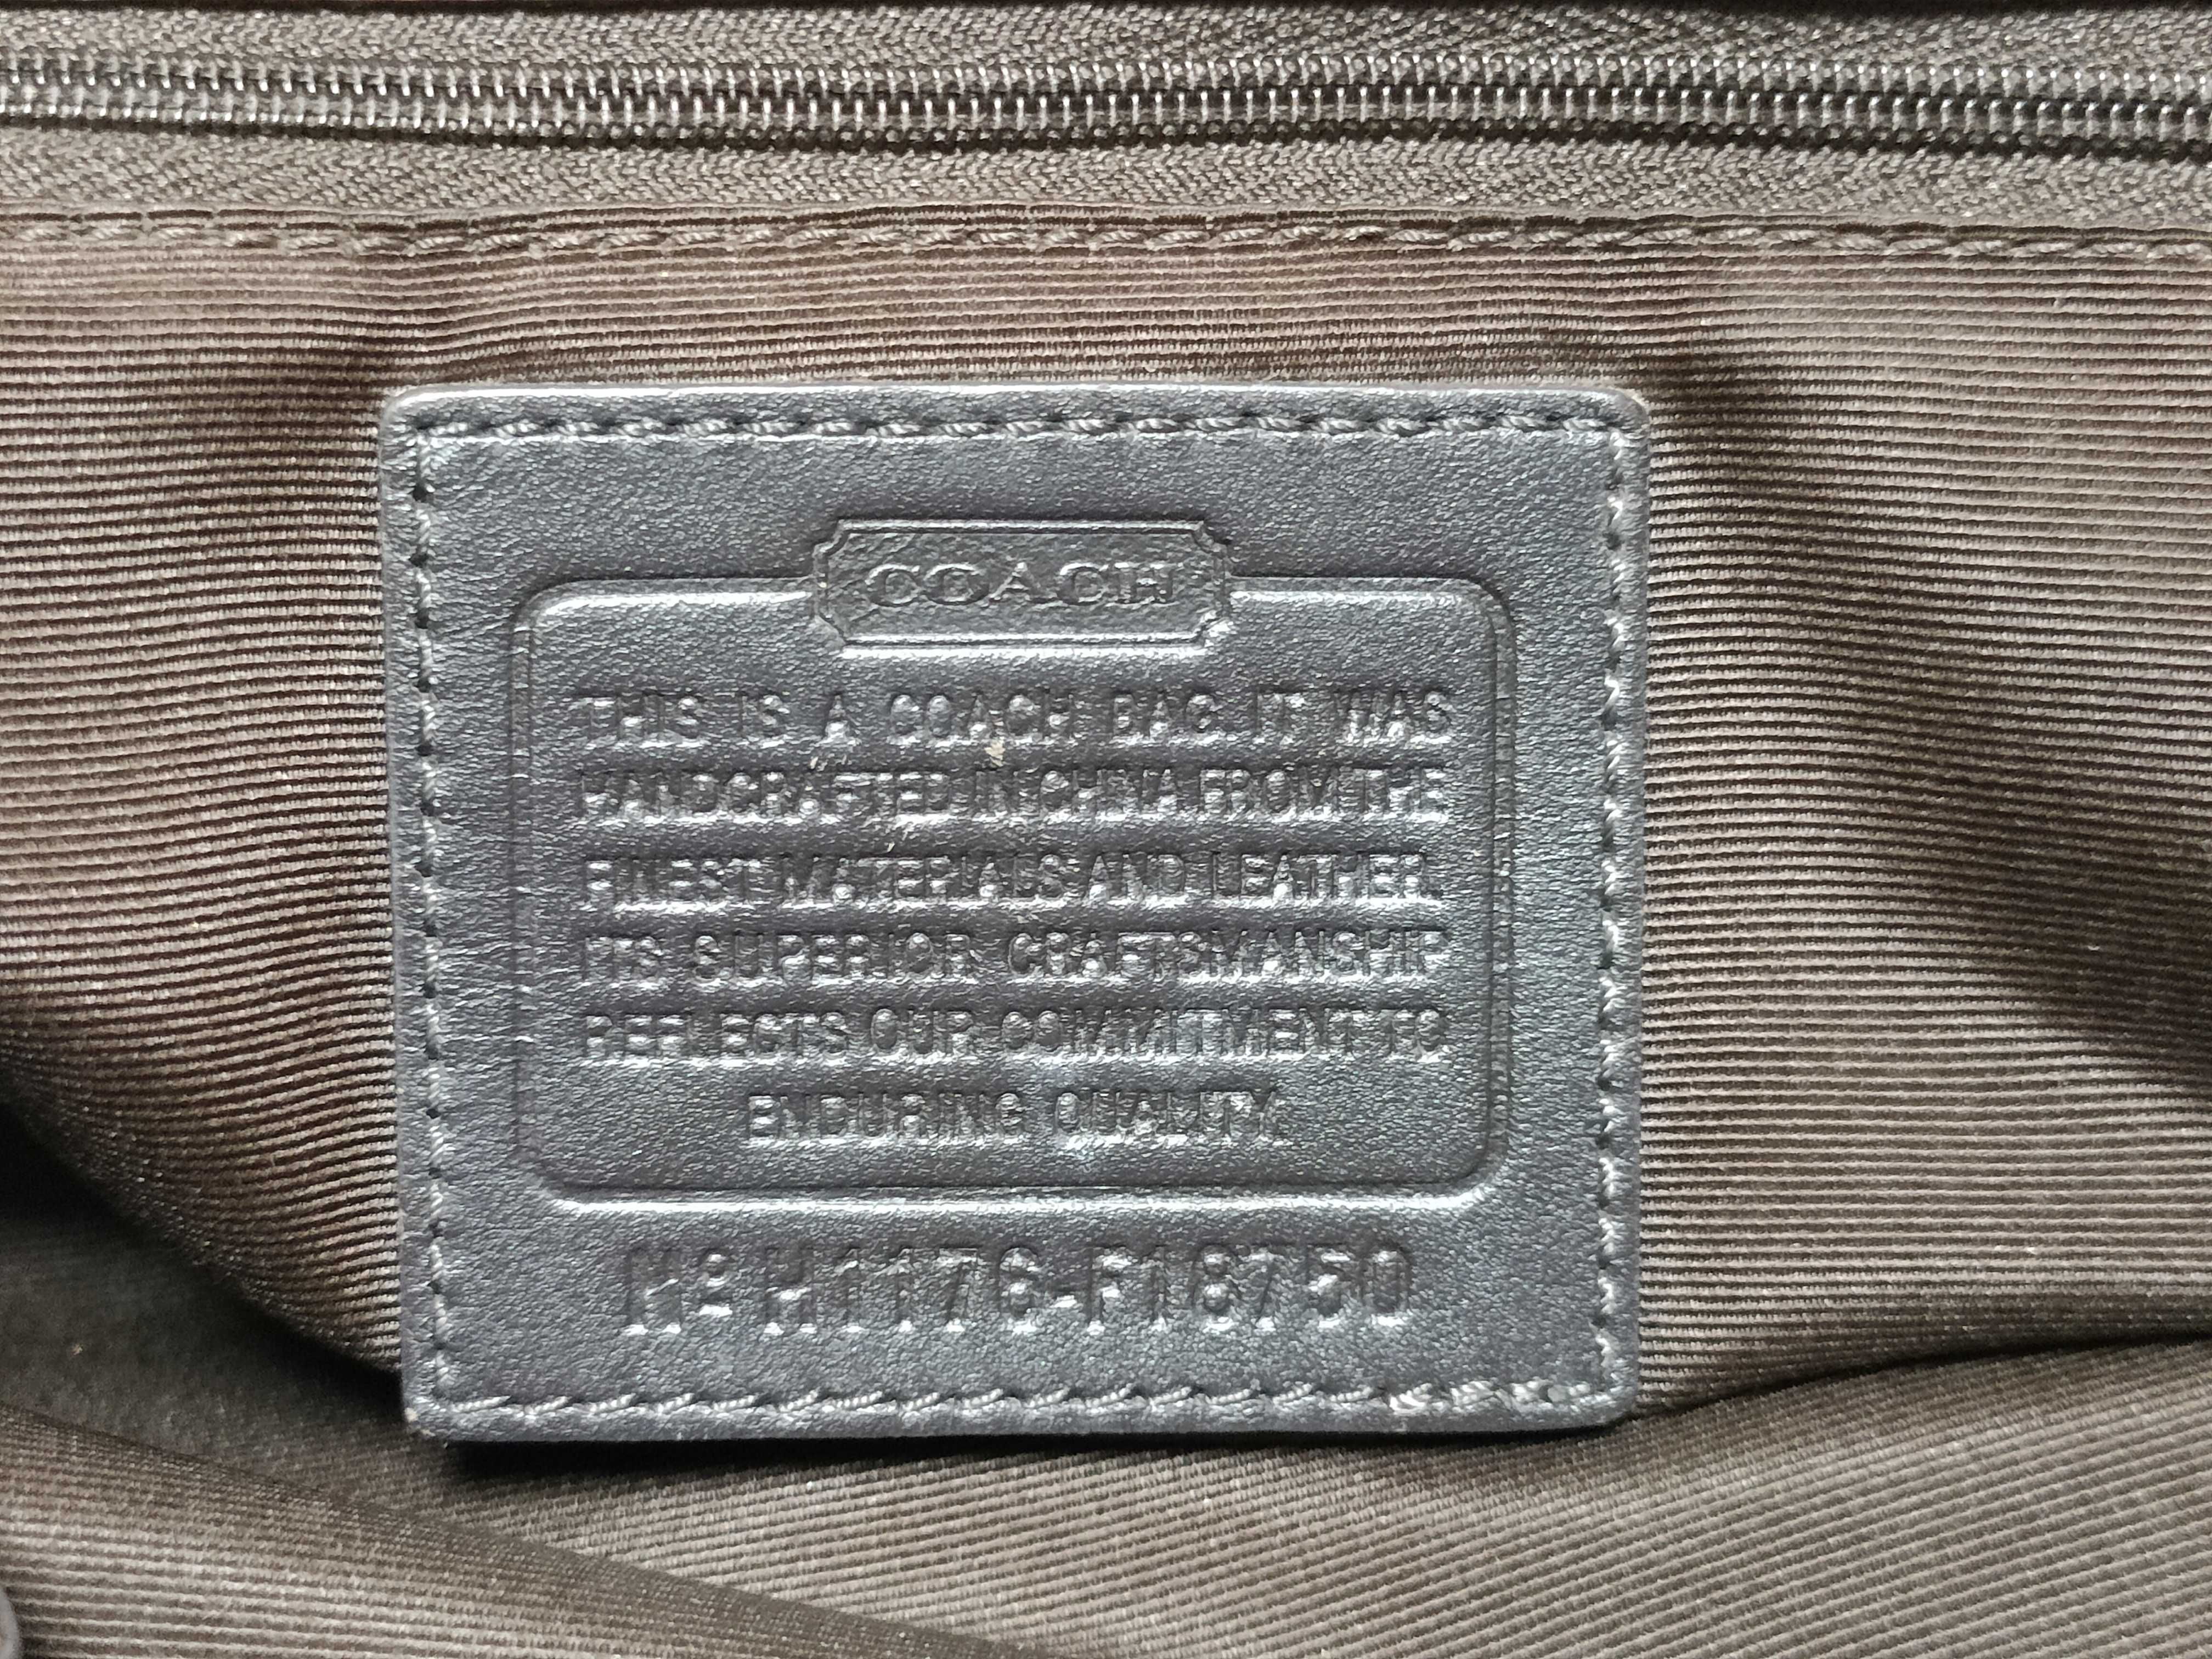 COACH
THIS IS A COACH BAG. IT WAS
HANDCRAFTED IN CHINA FROM THE
FINEST MATERIALS AND LEATHER.
ITS SUPERIOR CRAFTSMANSHIP
REFLECTS OUR COMMITMENT TO
ENDURING QUALITY.
Nº H1176-F18750